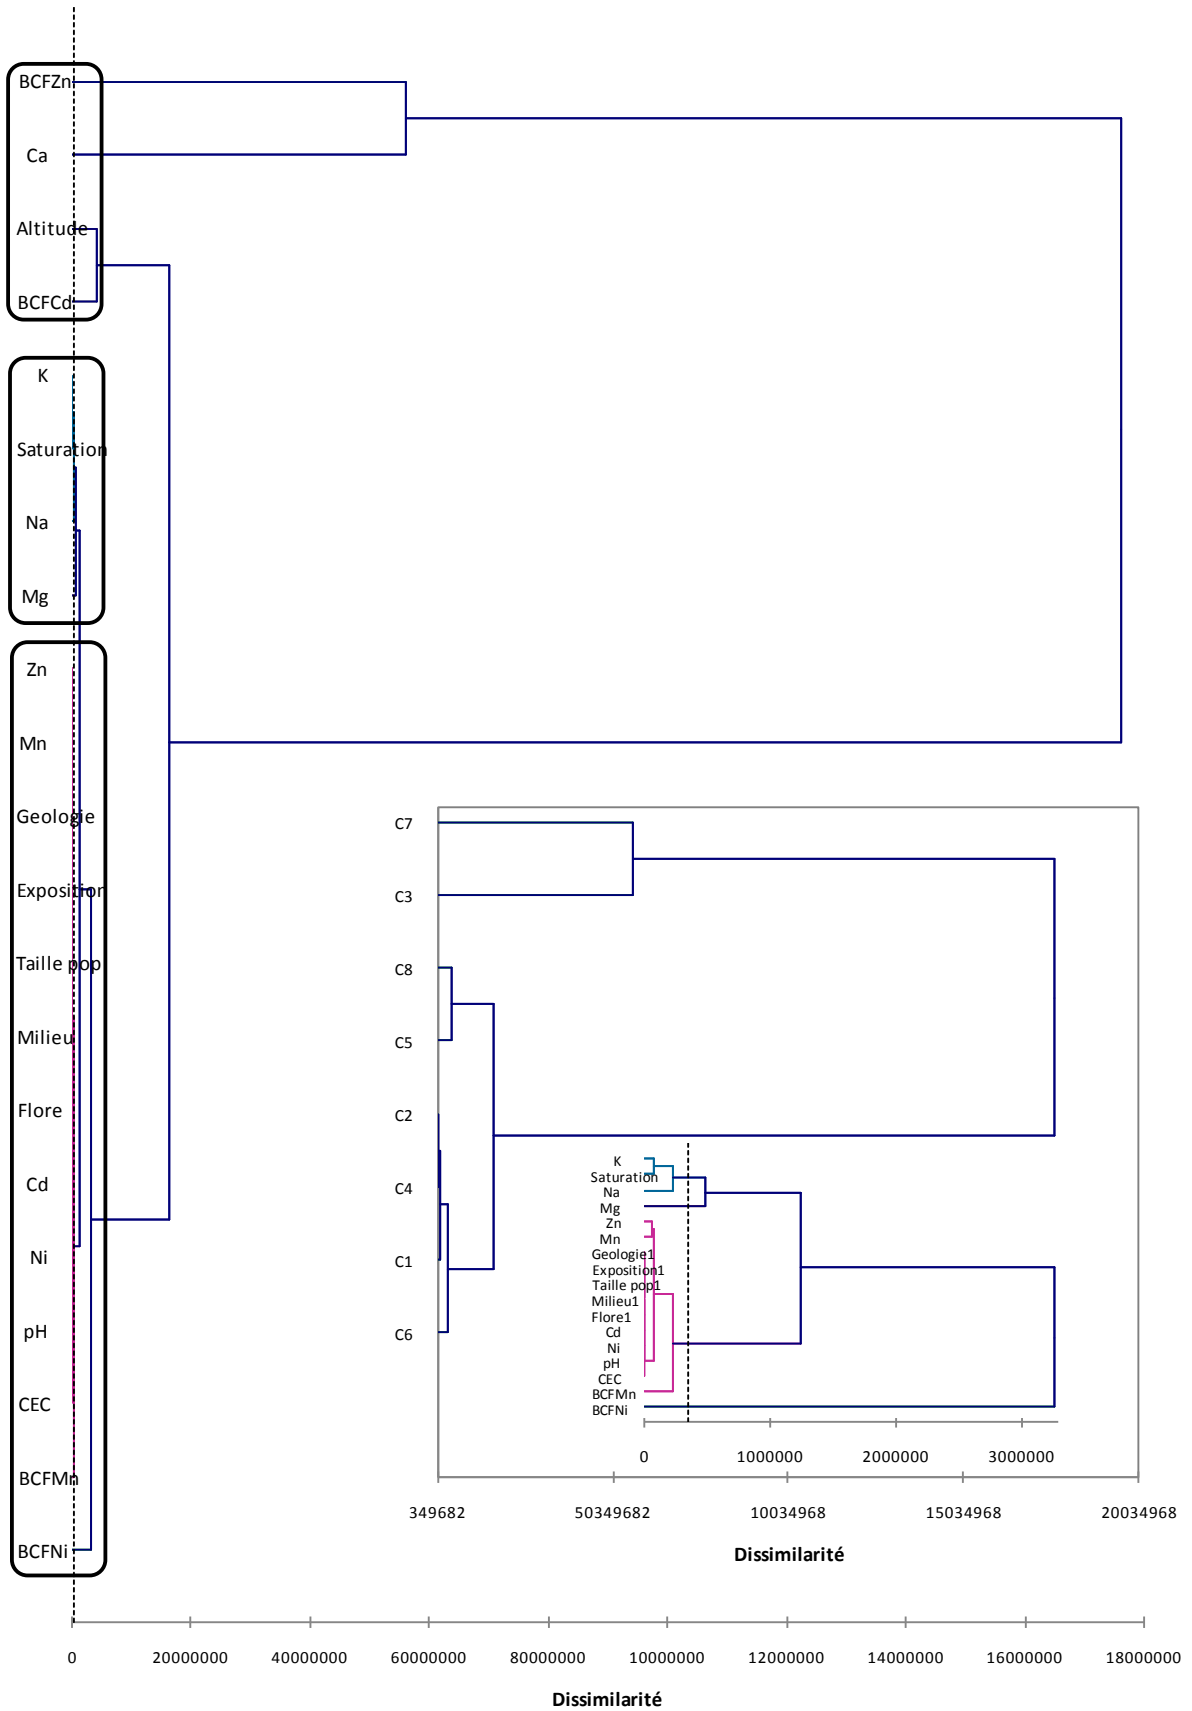 BCFZn
Ca
Altitude
BCFCd
K
Saturation
Na
Mg
Zn
Mn
Geologie
Exposition
Taille pop
Milieu
Flore
Cd
Ni
pH
CEC
BCFMn
BCFNi
C7
C3
C8
C5
C2
C4
C1
C6
K
Saturation
Na
Mg
Zn
Mn
Geologie1
Exposition1
Taille pop1
Milieu1
Flore1
Cd
Ni
pH
CEC
BCFMn
BCFNi
0 1000000 2000000 3000000
349682 50349682 10034968 15034968 20034968
Dissimilarité
0 20000000 40000000 60000000 80000000 10000000 12000000 14000000 16000000 18000000
Dissimilarité